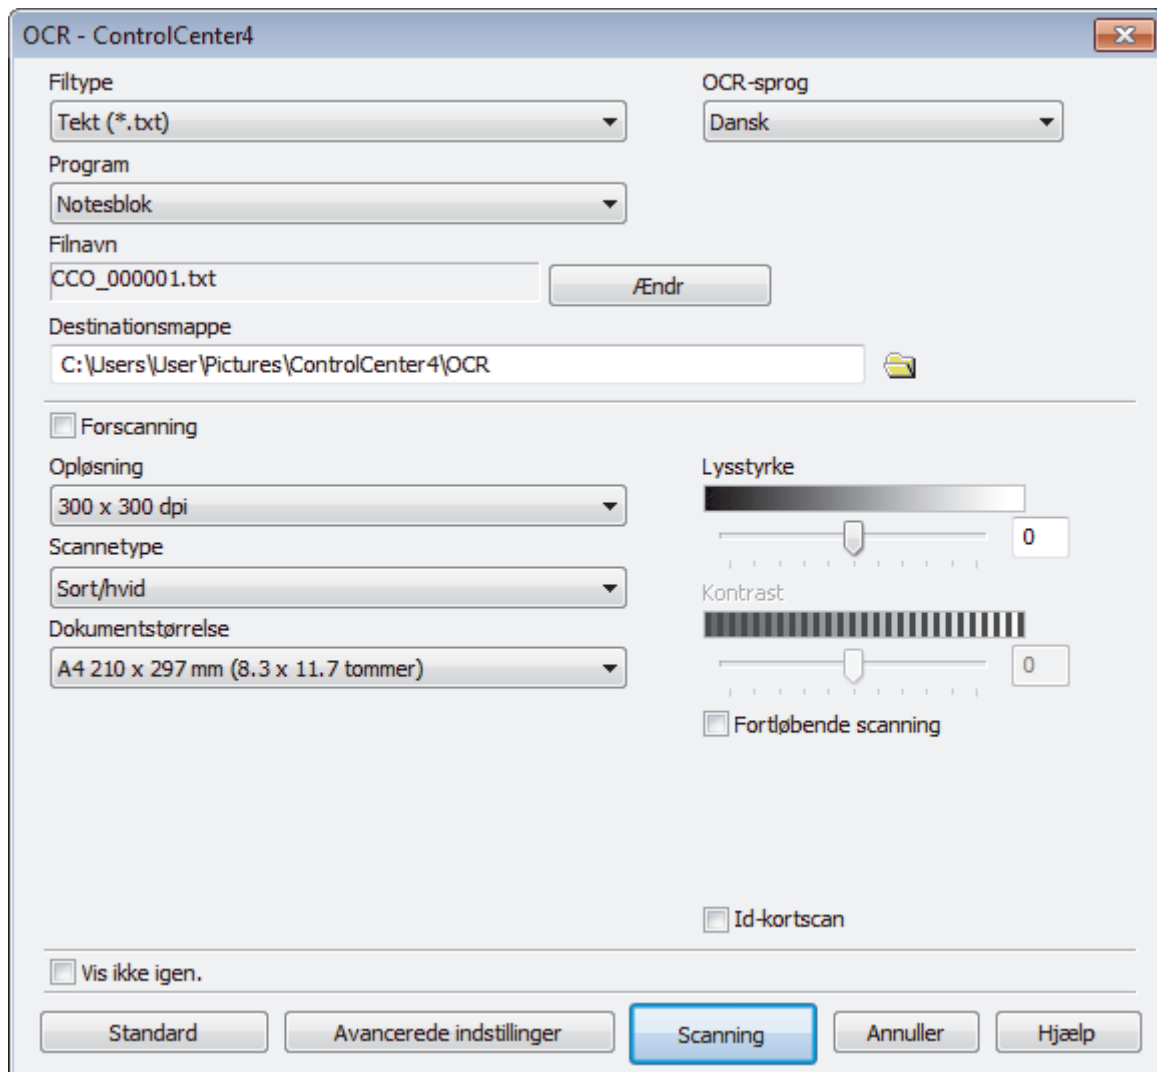 OCR - ControlCenter4
Filtype
OCR-sprog
Tekt (*.txt)
Dansk
Program
Notesblok
Filnavn
CCO_000001.txt
Ændr
Destinationsmappe
C:\Users\User\Pictures\ControlCenter4\OCR
Forscanning
Opløsning
Lysstyrke
300 x 300 dpi
0
Scannetype
Sort/hvid
Kontrast
Dokumentstørrelse
A4 210 x 297 mm (8.3 x 11.7 tommer)
0
Fortløbende scanning
Id-kortscan
Vis ikke igen.
Standard
Avancerede indstillinger
Scanning
Annuller
Hjælp